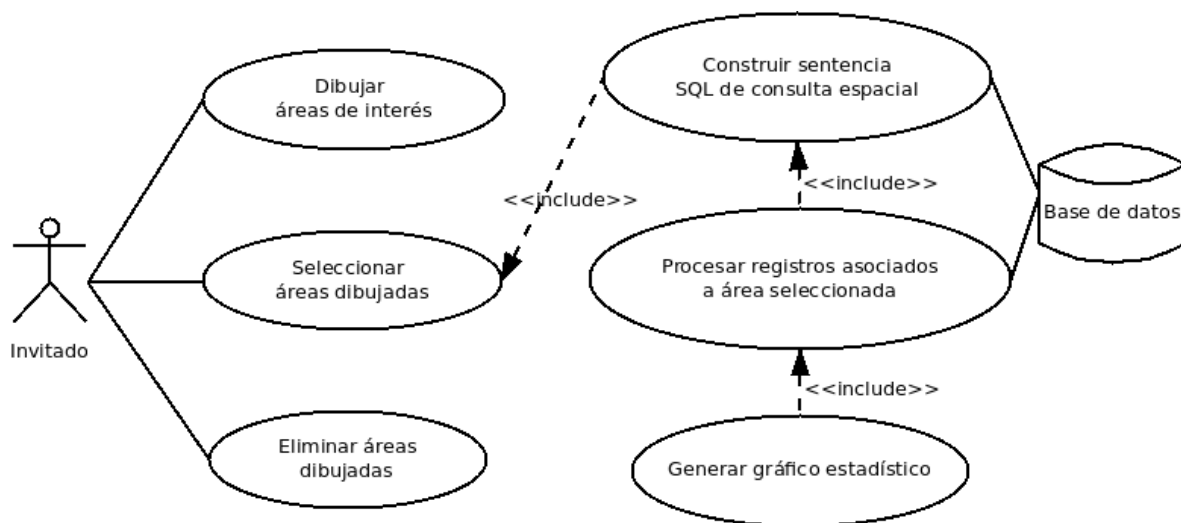 Dibujar
áreas de interés
Construir sentencia
SQL de consulta espacial
<<include>>
<<include>>
Base de datos
Seleccionar
áreas dibujadas
Procesar registros asociados
a área seleccionada
Invitado
<<include>>
Eliminar áreas
dibujadas
Generar gráfico estadístico